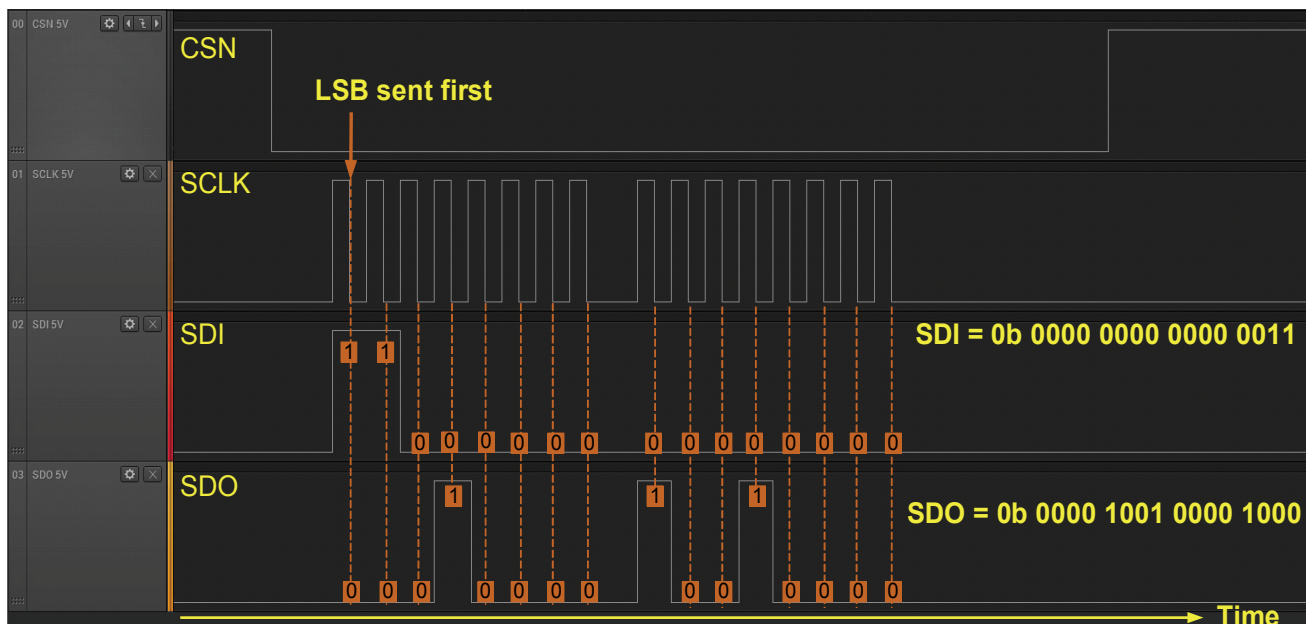 00 CSN 5V
CSN
LSB sent first
01 SCLK 5V
SCLK
02 SDI 5V
SDI
SDI = 0b 0000 0000 0000 0011
1 1
0 0 0 0 0 0 0 0 0 0 0 0 0 0
03 SDO 5V
SDO
1 1 1
SDO = 0b 0000 1001 0000 1000
0 0 0 0 0 0 0 0 0 0 0 0 0
Time